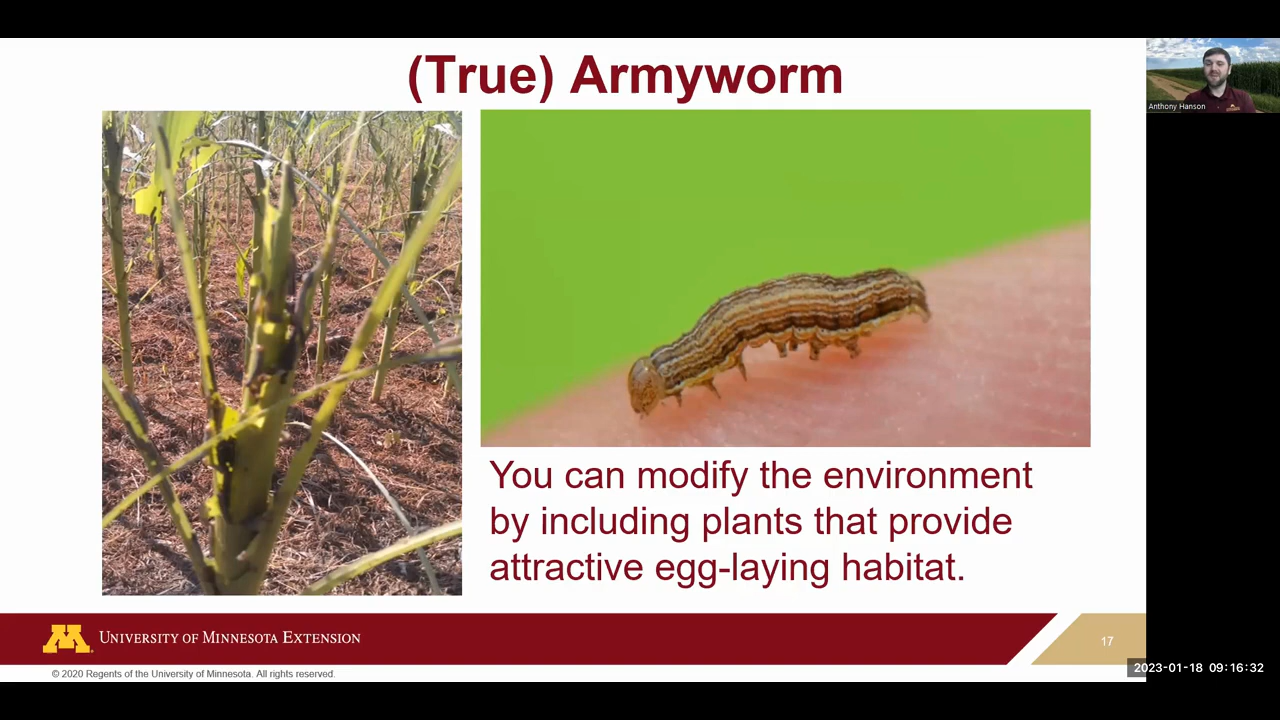 (True) Armyworm
Anthony Hanson
You can modify the environment
by including plants that provide
attractive egg-laying habitat.
M
UNIVERSITY OF MINNESOTA EXTENSION
17
2023-01-18 09:16:32
© 2020 Regents of the University of Minnesota. All rights reserved.